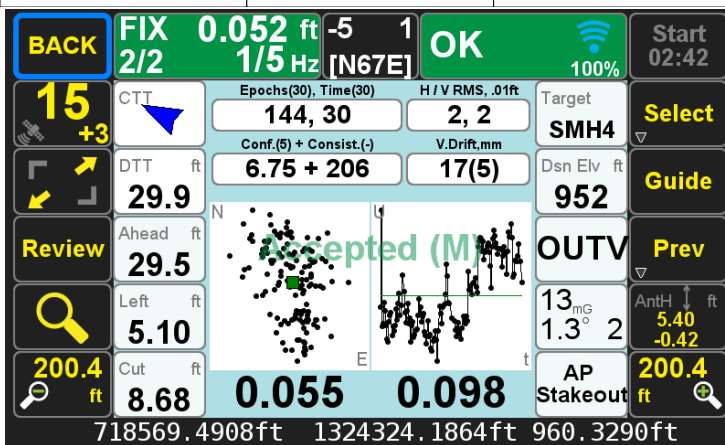 BACK
FIX 0.052 ft
2/2 1/5 Hz
-5 1
[N67E]
OK
100%
Start
02:42
15
+3
CTT
Epochs(30), Time(30)
144, 30
H / V RMS, .01ft
2, 2
Target
SMH4
Select
Conf.(5) + Consist.(-)
6.75 + 206
V.Drift,mm
17(5)
DTT ft
29.9
Dsn Elv ft
952
Guide
Review
Ahead ft
29.5
N
U
Accepted (M)
OUTV
Prev
Left ft
5.10
E
t
13mG
1.3° 2
AntH ft
5.40
-0.42
200.4
ft
Cut ft
8.68
0.055 0.098
AP
Stakeout
200.4
ft
718569.4908ft 1324324.1864ft 960.3290ft